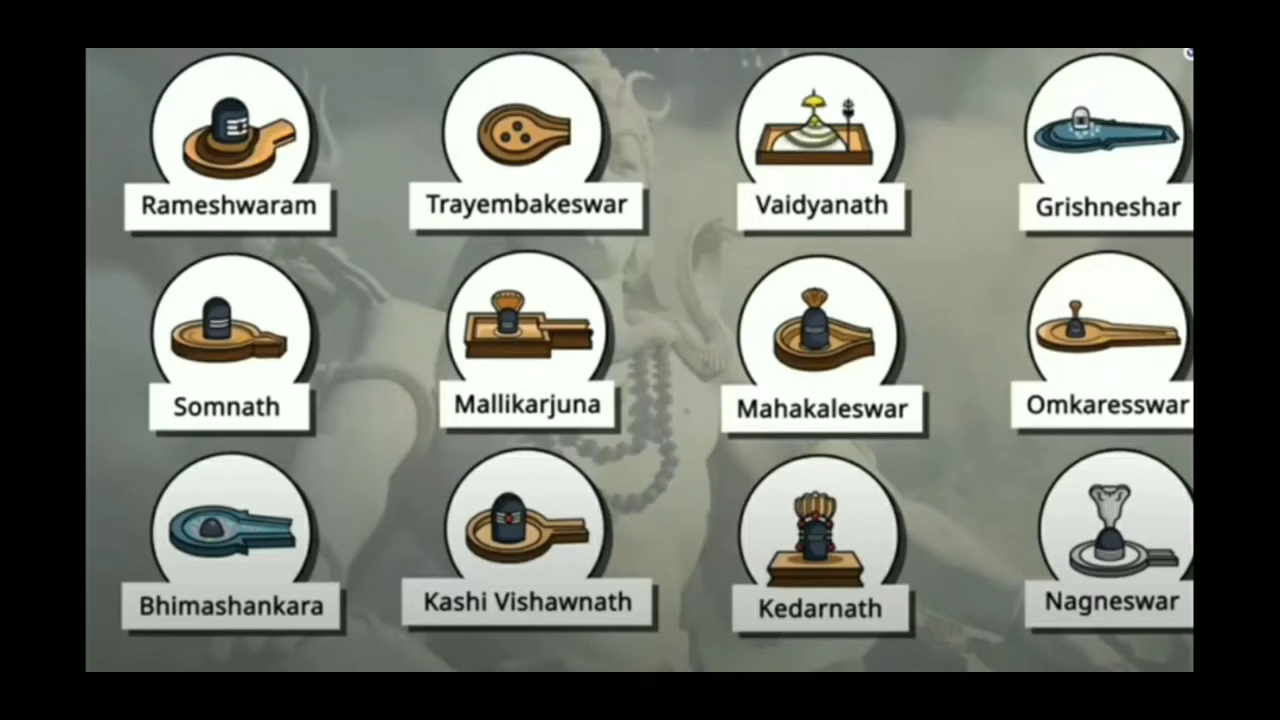 Rameshwaram
Trayembakeswar
Vaidyanath
Grishneshar
Somnath
Mallikarjuna
Mahakaleswar
Omkaresswar
Bhimashankara
Kashi Vishawnath
Kedarnath
Nagneswar